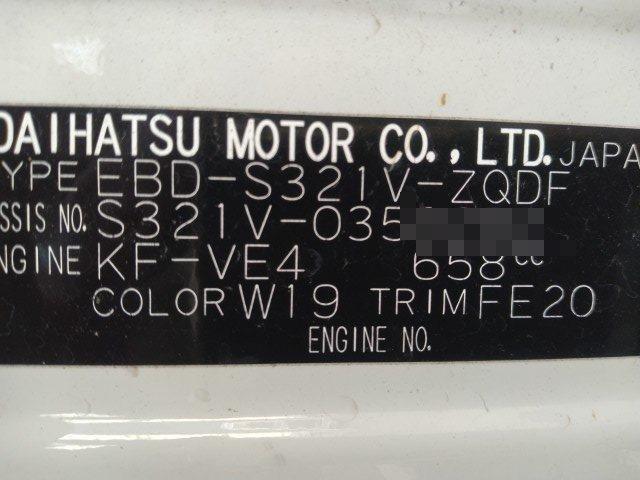 DAIHATSU MOTOR CO., LTD. JAPA
TYPE EBD-S321V-ZQDF
SSIS NO. S321V-035
NGINE KF-VE4 658cc
COLOR W19 TRIM FE20
ENGINE NO.